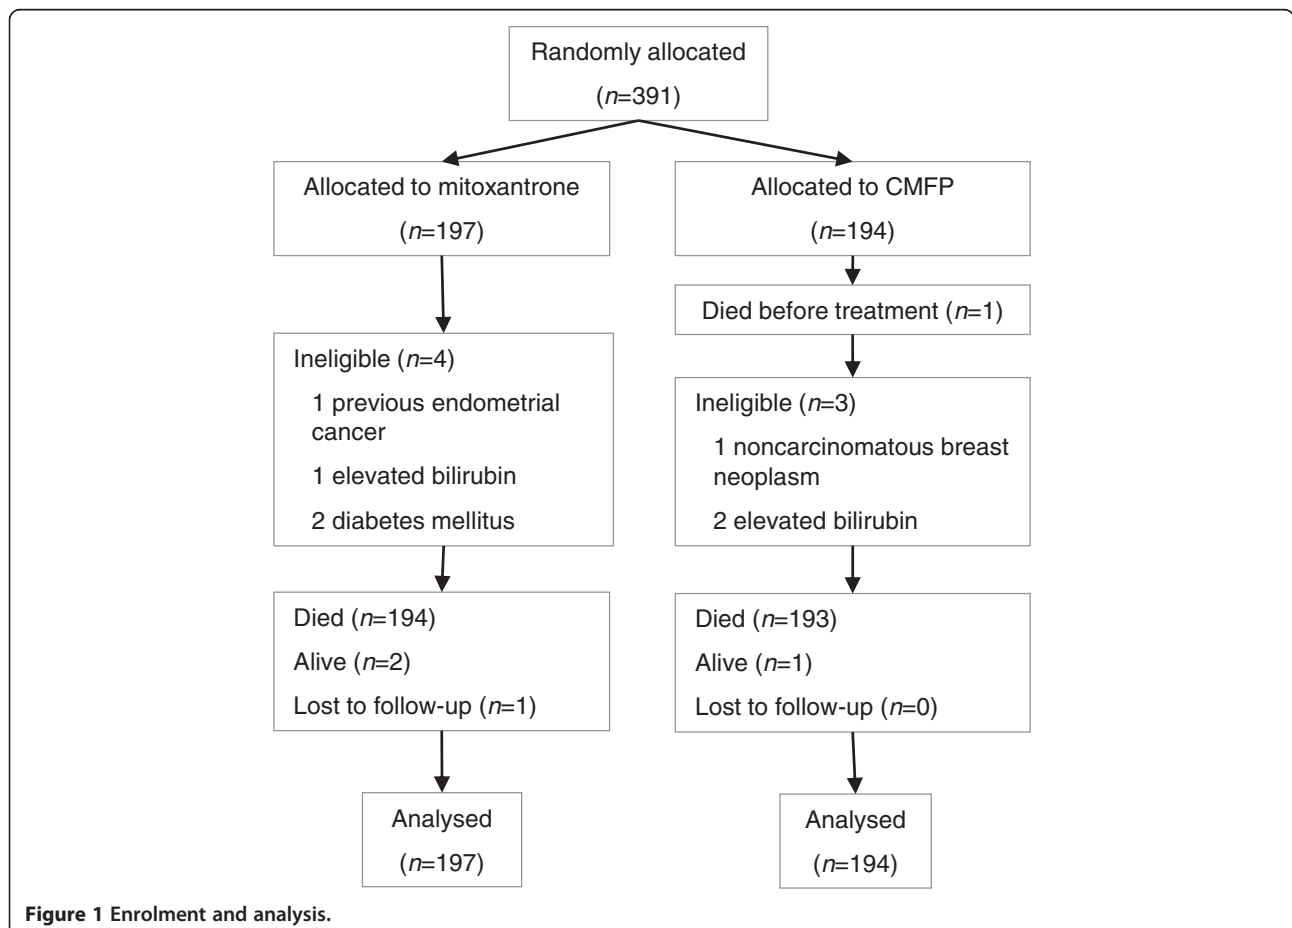 Randomly allocated
(n=391)
Allocated to mitoxantrone
(n=197)
Allocated to CMFP
(n=194)
Died before treatment (n=1)
Ineligible (n=4)
1 previous endometrial
cancer
1 elevated bilirubin
2 diabetes mellitus
Ineligible (n=3)
1 noncarcinomatous breast
neoplasm
2 elevated bilirubin
Died (n=194)
Alive (n=2)
Lost to follow-up (n=1)
Died (n=193)
Alive (n=1)
Lost to follow-up (n=0)
Analysed
(n=197)
Analysed
(n=194)
Figure 1 Enrolment and analysis.